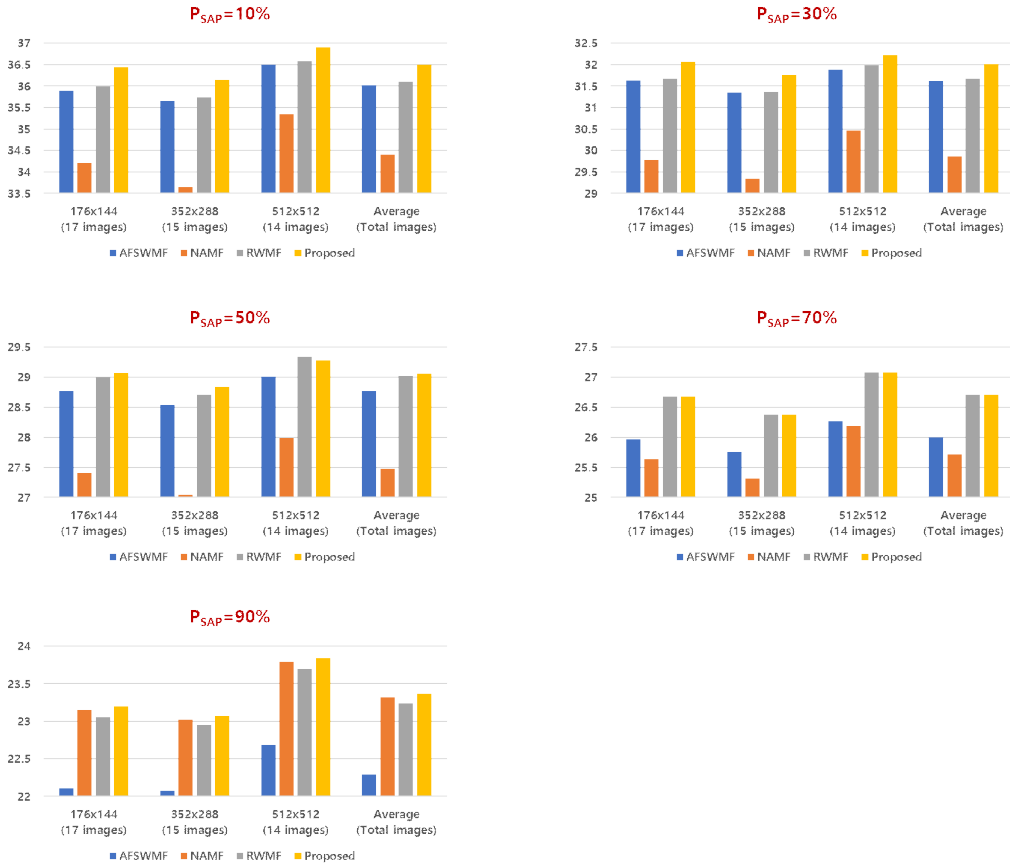 P_SAP=10%
37
36.5
36
35.5
35
34.5
34
33.5
176x144 352x288 512x512 Average
(17 images) (15 images) (14 images) (Total images)
AFSWMF NAMF RWMF Proposed
P_SAP=30%
32.5
32
31.5
31
30.5
30
29.5
29
176x144 352x288 512x512 Average
(17 images) (15 images) (14 images) (Total images)
AFSWMF NAMF RWMF Proposed
P_SAP=50%
29.5
29
28.5
28
27.5
27
176x144 352x288 512x512 Average
(17 images) (15 images) (14 images) (Total images)
AFSWMF NAMF RWMF Proposed
P_SAP=70%
27.5
27
26.5
26
25.5
25
176x144 352x288 512x512 Average
(17 images) (15 images) (14 images) (Total images)
AFSWMF NAMF RWMF Proposed
P_SAP=90%
24
23.5
23
22.5
22
176x144 352x288 512x512 Average
(17 images) (15 images) (14 images) (Total images)
AFSWMF NAMF RWMF Proposed